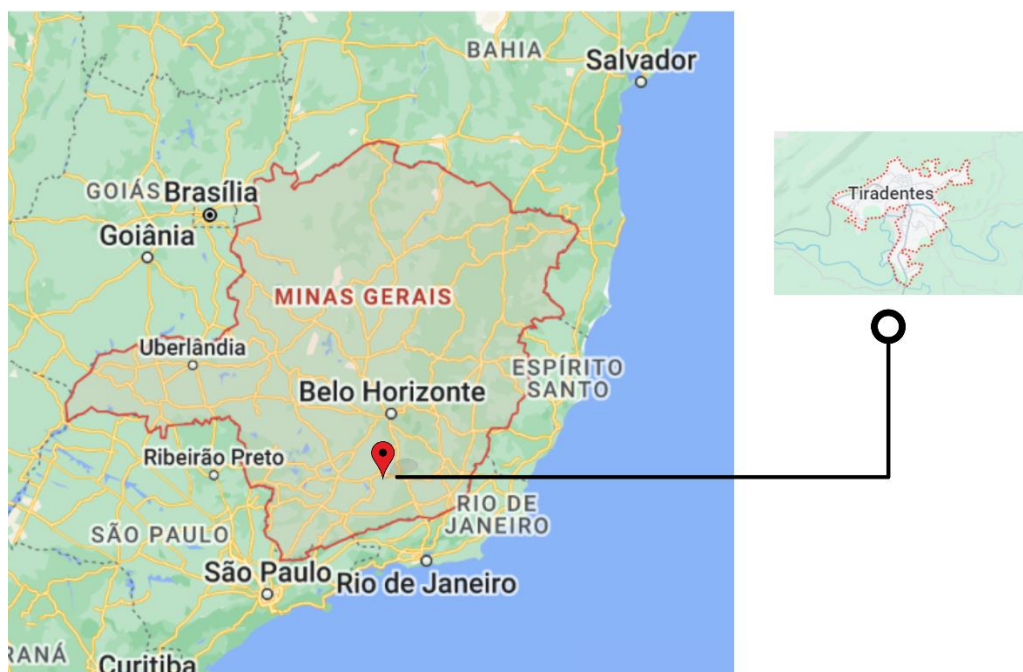 BAHIA
Salvador
GOIÁS
Brasília
Goiânia
Tiradentes
MINAS GERAIS
Uberlândia
ESPÍRITO
SANTO
Belo Horizonte
Ribeirão Preto
RIO DE
JANEIRO
SÃO PAULO
São Paulo
Rio de Janeiro
RANÁ
Curitiba